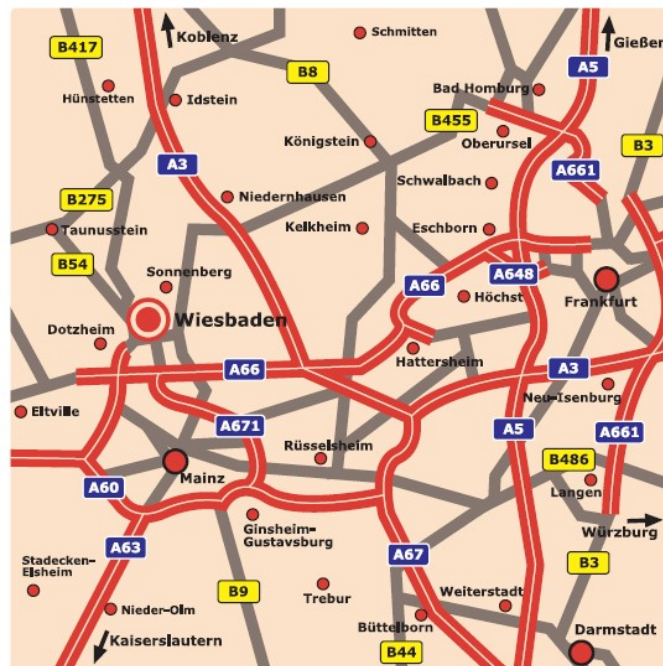 Koblenz
Schmitten
Gießen
B417
A5
B8
Bad Homburg
Hünstetten
Idstein
B455
Oberursel
Königstein
B3
A3
A661
Schwalbach
B275
Niedernhausen
Taunusstein
Kelkheim
Eschborn
B54
Sonnenberg
A648
A66
Höchst
Frankfurt
Wiesbaden
Dotzheim
Hattersheim
A66
A3
Neu-Isenburg
Eltville
A671
A5
A661
Rüsselsheim
B486
Mainz
Langen
A60
Ginsheim-
Gustavsburg
Würzburg
A63
A67
Stadecken-
Elsheim
B3
B9
Trebur
Weiterstadt
Nieder-Olm
Büttelborn
Darmstadt
Kaiserslautern
B44